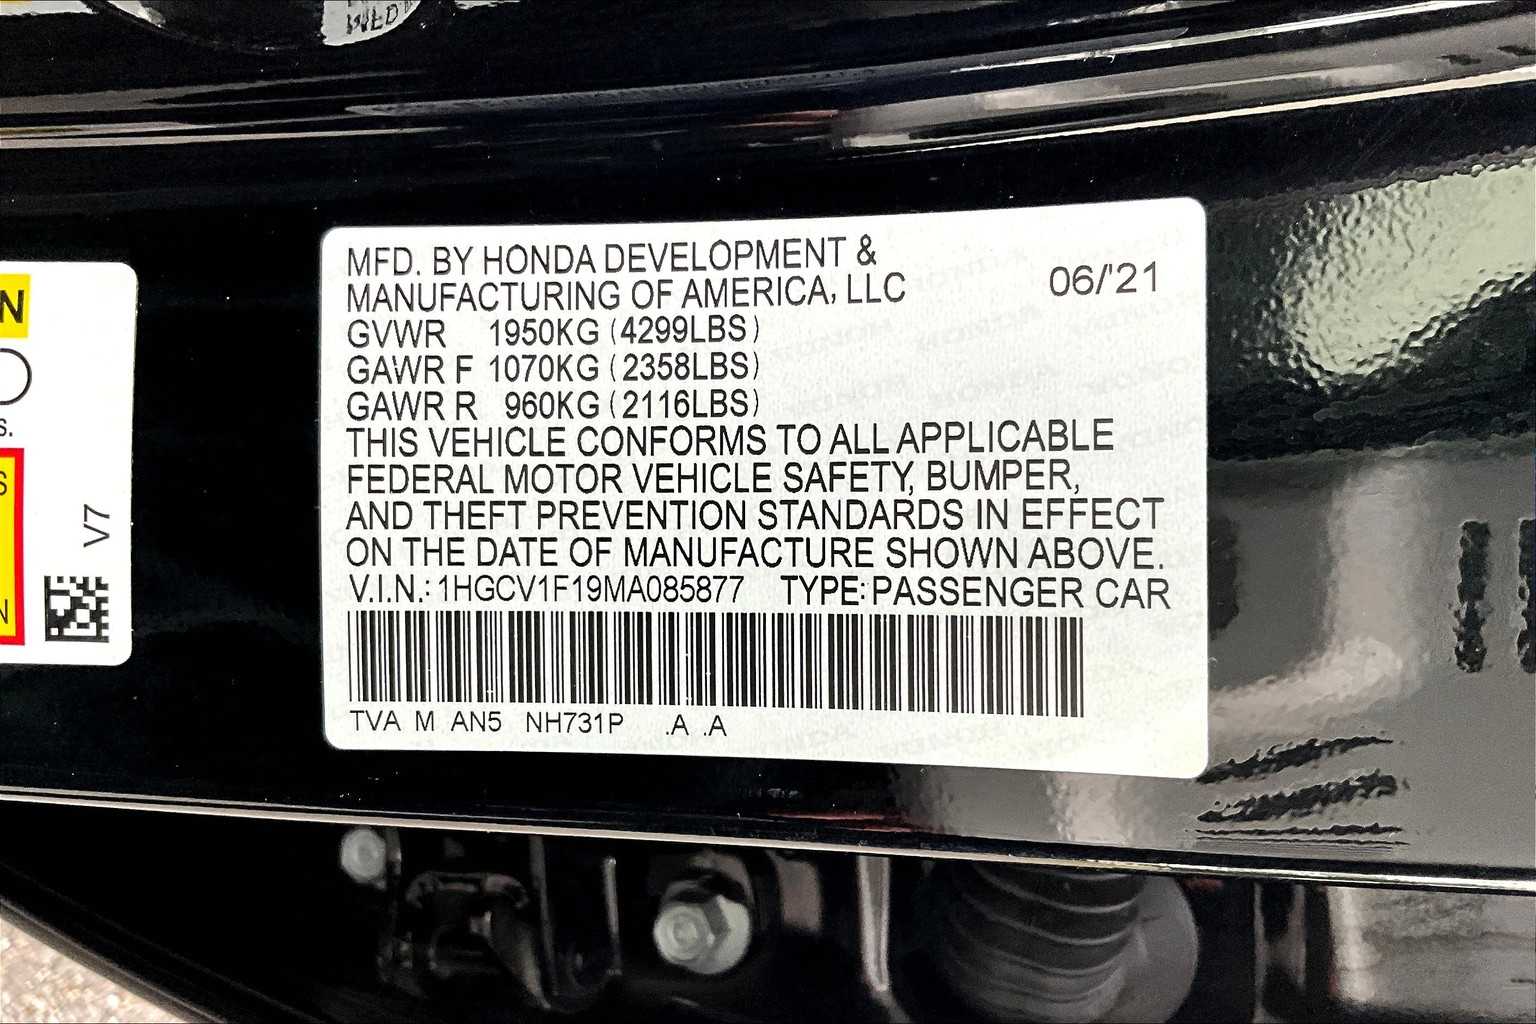 WLD
MFD. BY HONDA DEVELOPMENT &
MANUFACTURING OF AMERICA, LLC
06/'21
GVWR 1950KG (4299LBS)
GAWR F 1070KG (2358LBS)
GAWR R 960KG (2116LBS)
THIS VEHICLE CONFORMS TO ALL APPLICABLE
FEDERAL MOTOR VEHICLE SAFETY, BUMPER,
AND THEFT PREVENTION STANDARDS IN EFFECT
ON THE DATE OF MANUFACTURE SHOWN ABOVE.
V.I.N.: 1HGCV1F19MA085877 TYPE: PASSENGER CAR
TVA M AN5 NH731P .A .A
N
S.
S
V7
N